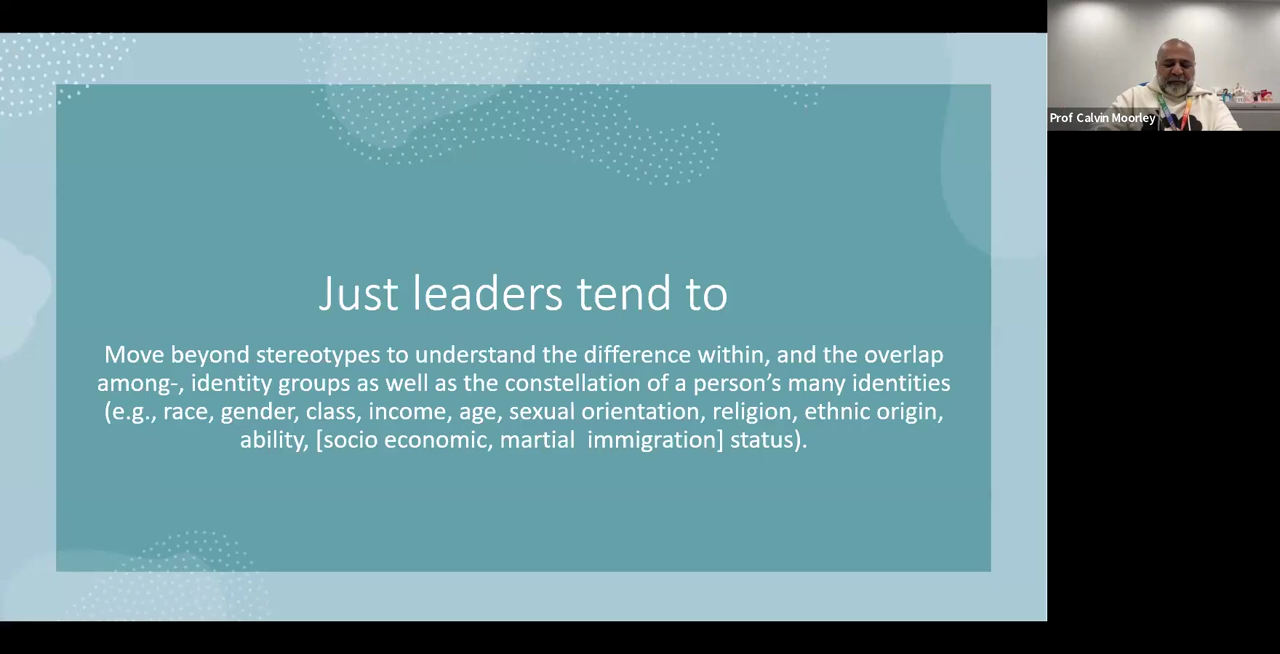 Just leaders tend to
Move beyond stereotypes to understand the difference within, and the overlap
among-, identity groups as well as the constellation of a person's many identities
(e.g., race, gender, class, income, age, sexual orientation, religion, ethnic origin,
ability, [socio economic, martial  immigration] status).
Prof Calvin Moorley